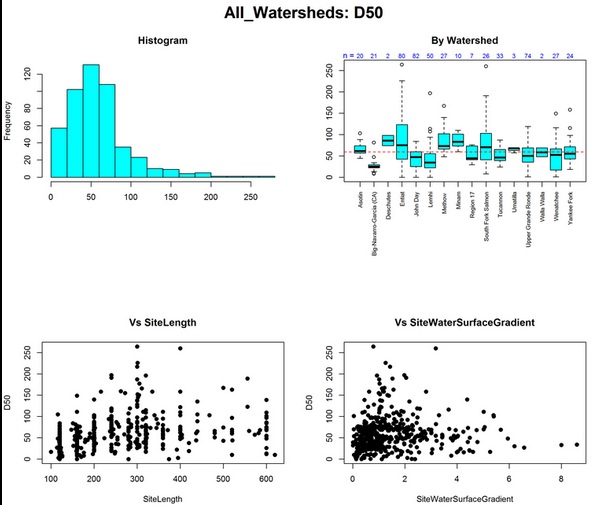 All_Watersheds: D50
Histogram
Frequency
120
80
60
40
20
0
0 50 100 150 200 250
By Watershed
n = 20 21 2 80 82 50 27 10 7 26 33 3 74 2 27 24
250
200
150
100
50
0
Asotin
Big-Navarro-Garcia (CA)
Deschutes
Entiat
John Day
Lemhi
Methow
Minam
Region 17
South Fork Salmon
Tucannon
Umatilla
Upper Grande Ronde
Walla Walla
Wenatchee
Yankee Fork
Vs SiteLength
D50
250
200
150
100
50
0
100 200 300 400 500 600
SiteLength
Vs SiteWaterSurfaceGradient
D50
250
200
150
100
50
0
0 2 4 6 8
SiteWaterSurfaceGradient